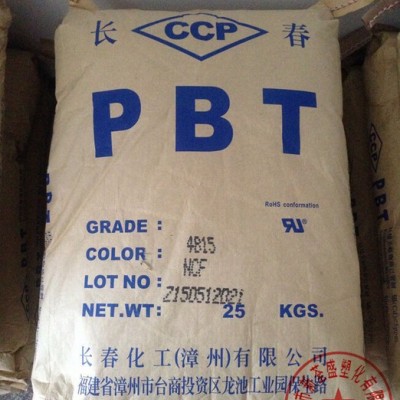 长 CCP 春
PBT
RoHS conformation
GRADE : 4815
COLOR : NCF
LOT NO : Z15051202i
NET.WT: 25 KGS.
长春化工(漳州)有限公司
福建省漳州市台商投资区龙池工业园